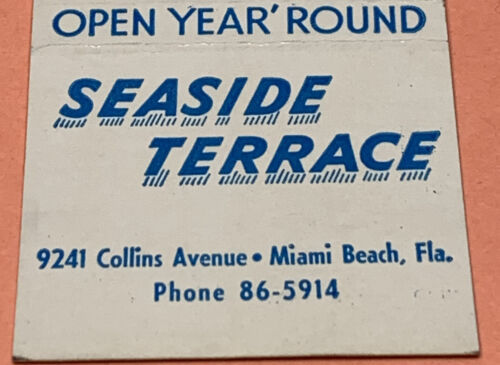 OPEN YEAR' ROUND
SEASIDE
TERRACE
9241 Collins Avenue • Miami Beach, Fla.
Phone 86-5914